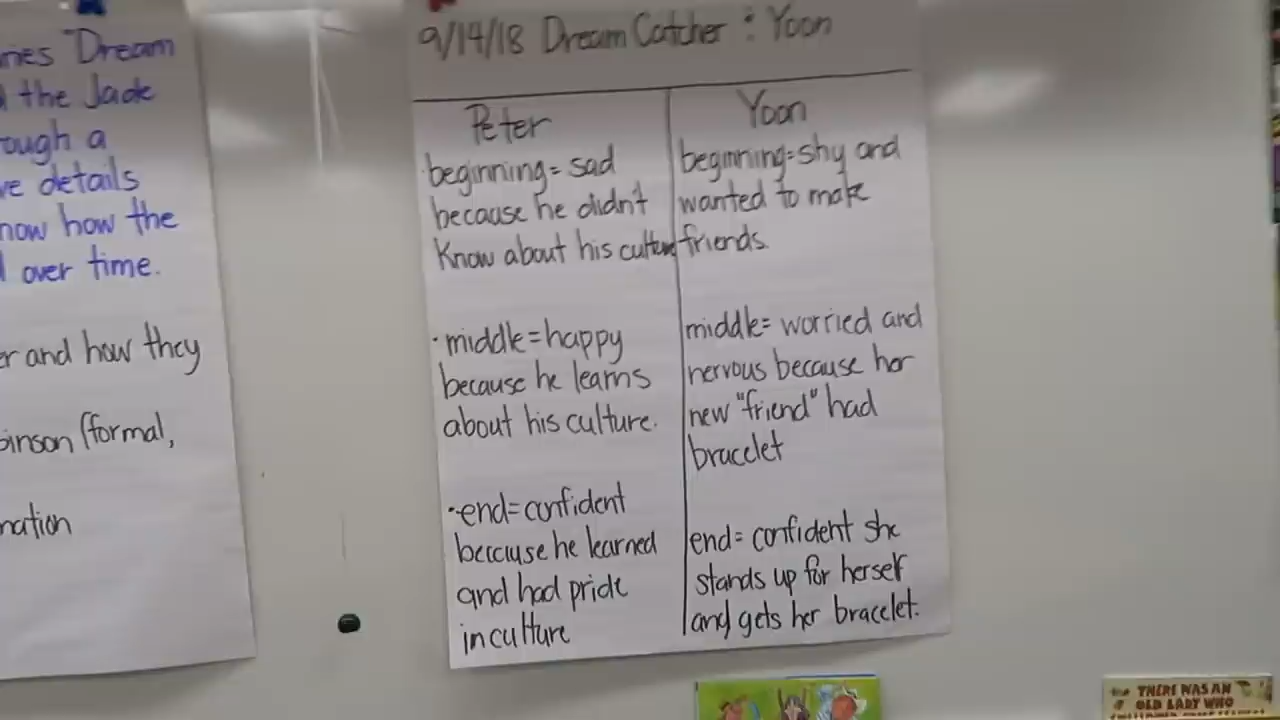 nies "Dream
the Jade
ough a
ve details
now how the
over time.
er and how they
binson (formal,
nation
9/14/18 Dream Catcher : Yoon
Peter
beginning= sad
because he didn't
Know about his culture
·middle=happy
because he learns
about his culture.
·end=confident
because he learned
and had pride
in culture
Yoon
beginning=shy and
wanted to make
friends.
middle= worried and
nervous because her
new "friend" had
bracelet
end= confident she
stands up for herself
and gets her bracelet.
THERE WAS AN
OLD LADY WHO